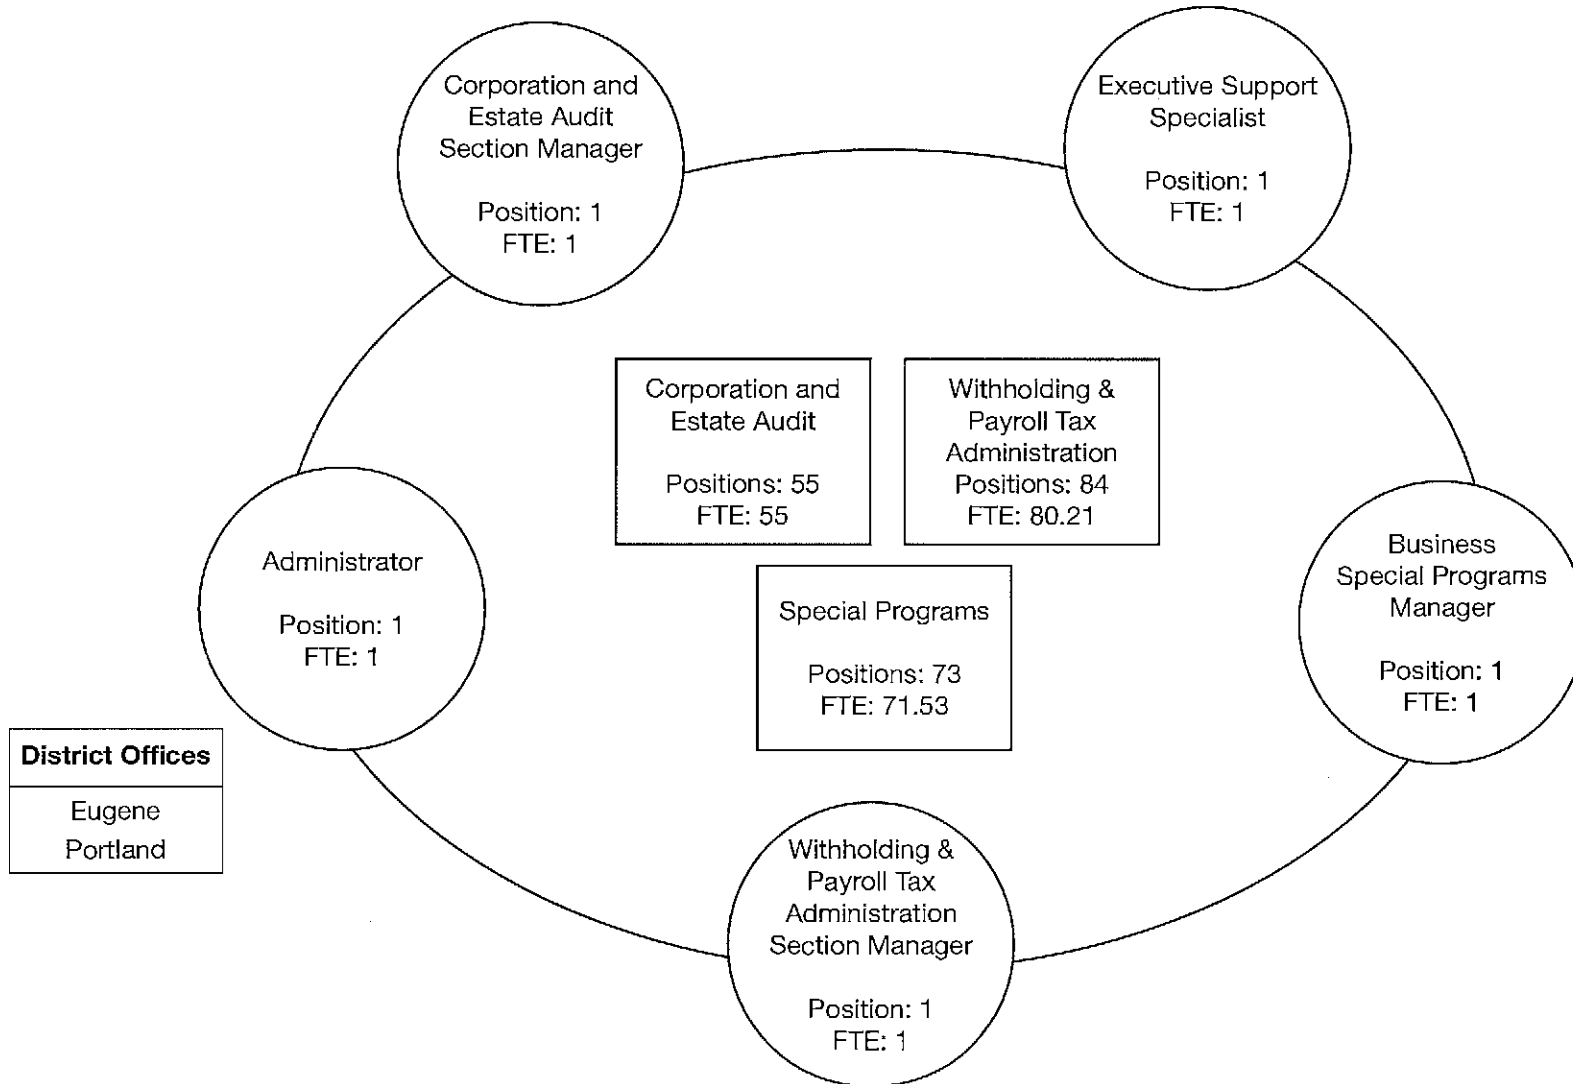 Corporation and
Estate Audit
Section Manager
Position: 1
FTE: 1
Executive Support
Specialist
Position: 1
FTE: 1
Corporation and
Estate Audit
Positions: 55
FTE: 55
Withholding &
Payroll Tax
Administration
Positions: 84
FTE: 80.21
Administrator
Position: 1
FTE: 1
Special Programs
Positions: 73
FTE: 71.53
Business
Special Programs
Manager
Position: 1
FTE: 1
District Offices
Eugene
Portland
Withholding &
Payroll Tax
Administration
Section Manager
Position: 1
FTE: 1